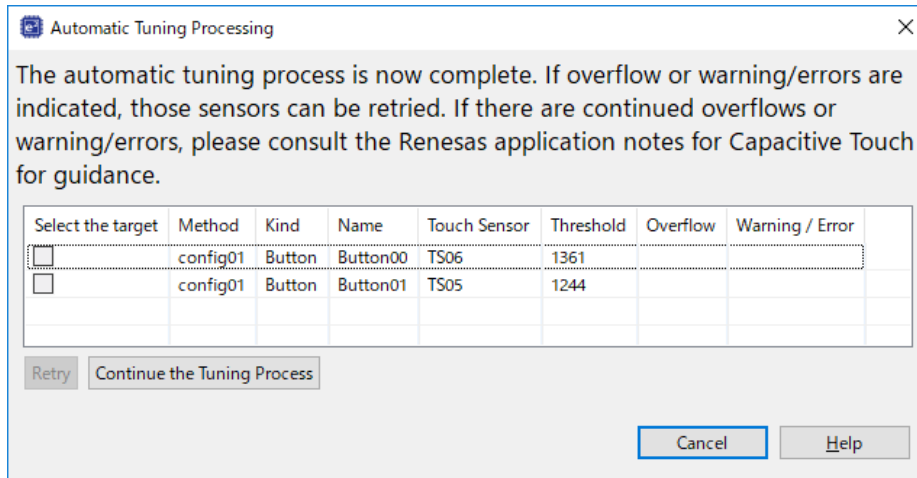 Automatic Tuning Processing
The automatic tuning process is now complete. If overflow or warning/errors are
indicated, those sensors can be retried. If there are continued overflows or
warning/errors, please consult the Renesas application notes for Capacitive Touch
for guidance.
Select the target Method Kind Name Touch Sensor Threshold Overflow Warning / Error
config01 Button Button00 TS06 1361
config01 Button Button01 TS05 1244
Retry Continue the Tuning Process
Cancel Help